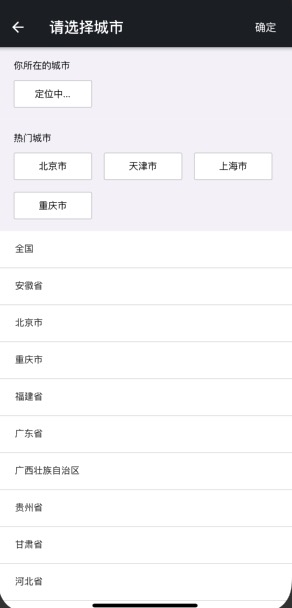 请选择城市 确定
你所在的城市
定位中...
热门城市
北京市 天津市 上海市
重庆市
全国
安徽省
北京市
重庆市
福建省
广东省
广西壮族自治区
贵州省
甘肃省
河北省